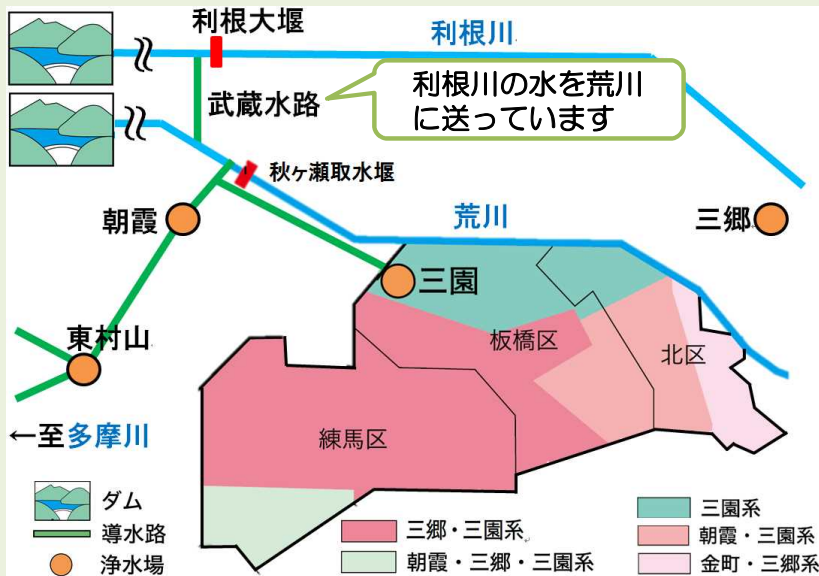 利根大堰
利根川
武蔵水路
利根川の水を荒川
に送っています
秋ヶ瀬取水堰
朝霞
荒川
三郷
三園
東村山
板橋区
北区
←至多摩川
練馬区
ダム
導水路
浄水場
三郷・三園系
朝霞・三郷・三園系
三園系
朝霞・三園系
金町・三郷系